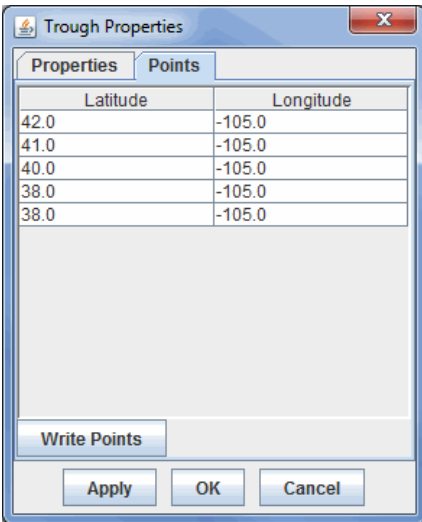 Trough Properties
Properties Points
Latitude Longitude
42.0 -105.0
41.0 -105.0
40.0 -105.0
38.0 -105.0
38.0 -105.0
Write Points
Apply OK Cancel